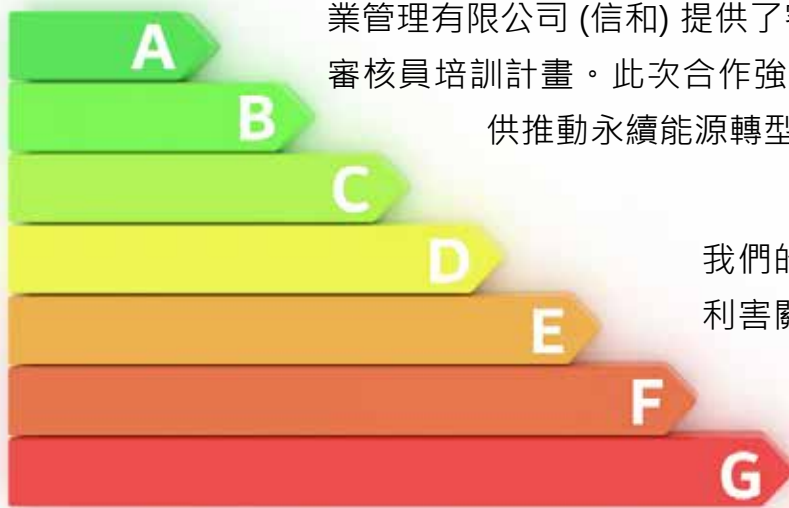 業管理有限公司 (信和) 提供了
審核員培訓計畫。此次合作強
供推動永續能源轉型
我們的
利害關
A
B
C
D
E
F
G